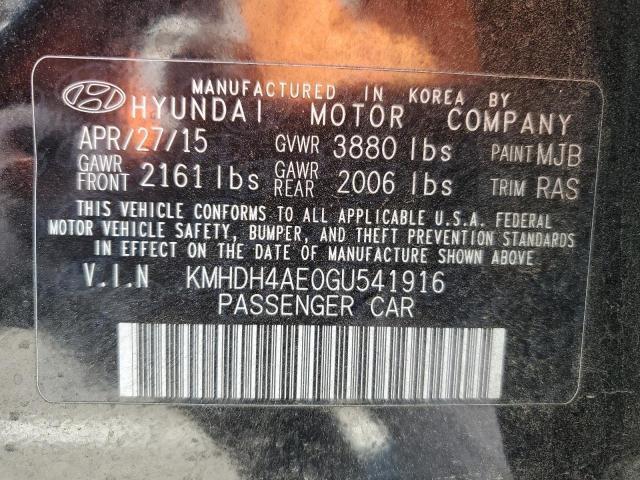 MANUFACTURED IN KOREA BY
HYUNDAI MOTOR COMPANY
APR/27/15 GVWR 3880 lbs PAINT MJB
GAWR FRONT 2161 lbs GAWR REAR 2006 lbs TRIM RAS
THIS VEHICLE CONFORMS TO ALL APPLICABLE U.S.A. FEDERAL
MOTOR VEHICLE SAFETY, BUMPER, AND THEFT PREVENTION STANDARDS
IN EFFECT ON THE DATE OF MANUFACTURE SHOWN ABOVE.
V.I.N KMHDH4AE0GU541916
PASSENGER CAR